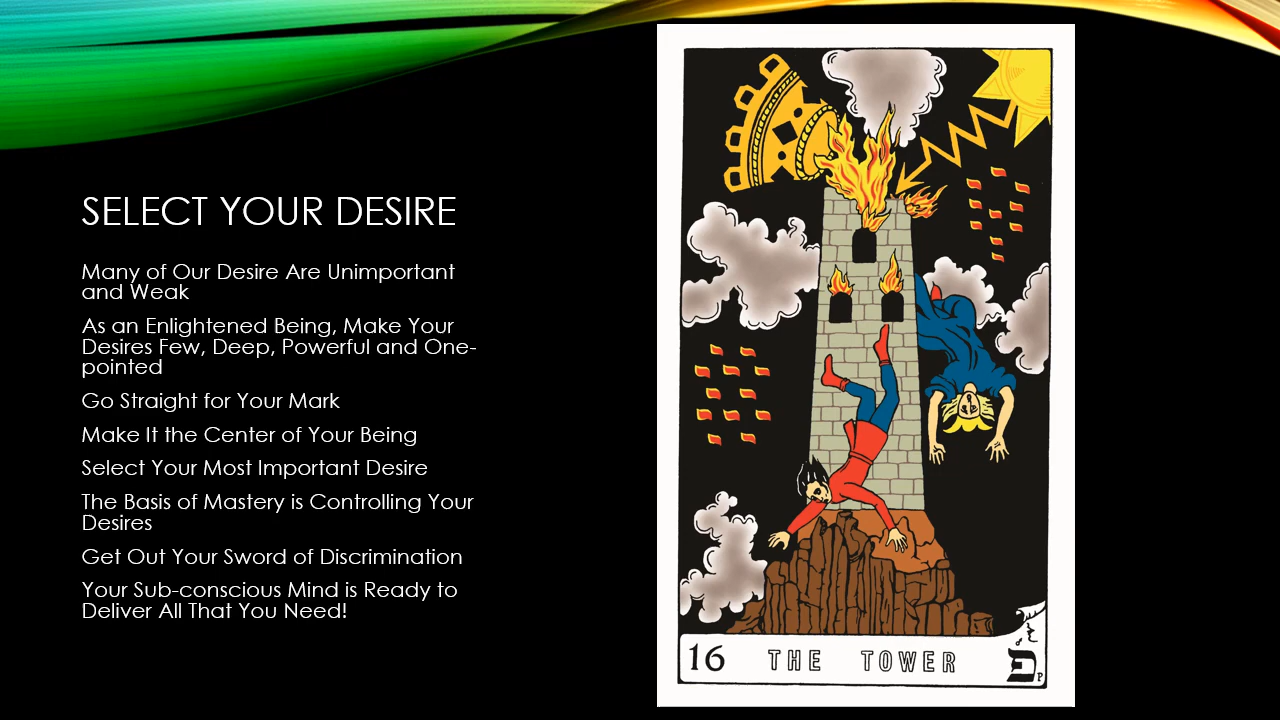 SELECT YOUR DESIRE
Many of Our Desire Are Unimportant
and Weak
As an Enlightened Being, Make Your
Desires Few, Deep, Powerful and One-
pointed
Go Straight for Your Mark
Make It the Center of Your Being
Select Your Most Important Desire
The Basis of Mastery is Controlling Your
Desires
Get Out Your Sword of Discrimination
Your Sub-conscious Mind is Ready to
Deliver All That You Need!
16 THE TOWER פ P